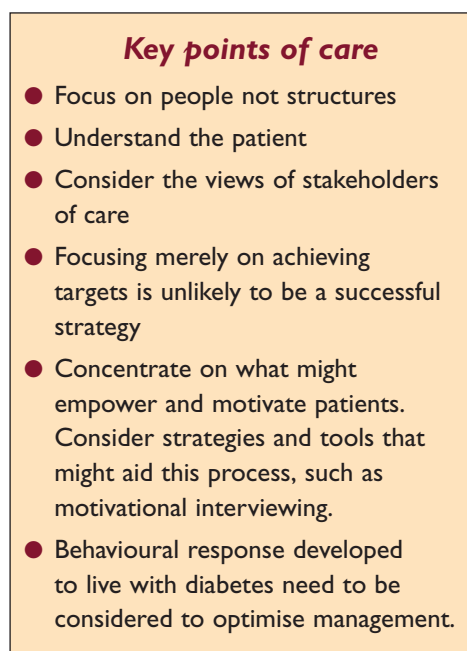 Key points of care
● Focus on people not structures
● Understand the patient
● Consider the views of stakeholders
of care
● Focusing merely on achieving
targets is unlikely to be a successful
strategy
● Concentrate on what might
empower and motivate patients.
Consider strategies and tools that
might aid this process, such as
motivational interviewing.
● Behavioural response developed
to live with diabetes need to be
considered to optimise management.